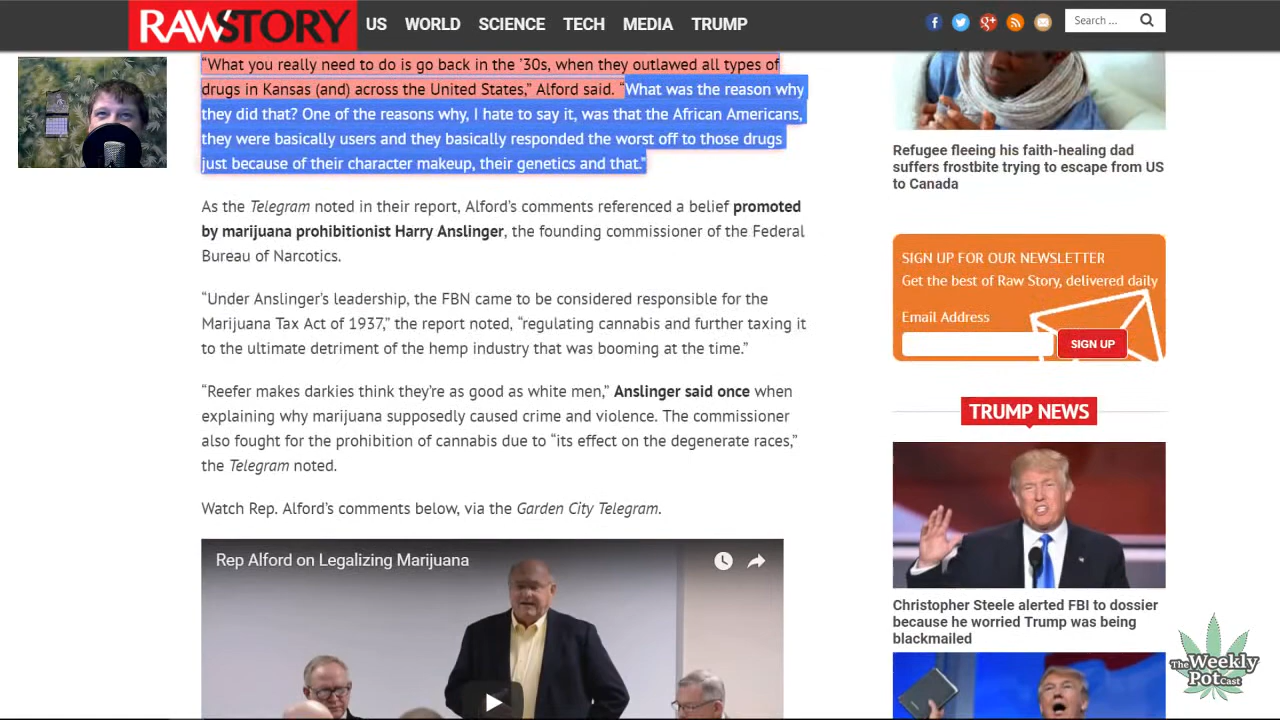 RAWSTORY
US WORLD SCIENCE TECH MEDIA TRUMP
Search ...
“What you really need to do is go back in the ’30s, when they outlawed all types of
drugs in Kansas (and) across the United States,” Alford said. “What was the reason why
they did that? One of the reasons why, I hate to say it, was that the African Americans,
they were basically users and they basically responded the worst off to those drugs
just because of their character makeup, their genetics and that.”
As the Telegram noted in their report, Alford’s comments referenced a belief promoted
by marijuana prohibitionist Harry Anslinger, the founding commissioner of the Federal
Bureau of Narcotics.
“Under Anslinger’s leadership, the FBN came to be considered responsible for the
Marijuana Tax Act of 1937,” the report noted, “regulating cannabis and further taxing it
to the ultimate detriment of the hemp industry that was booming at the time.”
“Reefer makes darkies think they’re as good as white men,” Anslinger said once when
explaining why marijuana supposedly caused crime and violence. The commissioner
also fought for the prohibition of cannabis due to “its effect on the degenerate races,”
the Telegram noted.
Watch Rep. Alford’s comments below, via the Garden City Telegram.
Rep Alford on Legalizing Marijuana
Refugee fleeing his faith-healing dad
suffers frostbite trying to escape from US
to Canada
SIGN UP FOR OUR NEWSLETTER
Get the best of Raw Story, delivered daily
Email Address
SIGN UP
TRUMP NEWS
Christopher Steele alerted FBI to dossier
because he worried Trump was being
blackmailed
The Weekly
PotCast